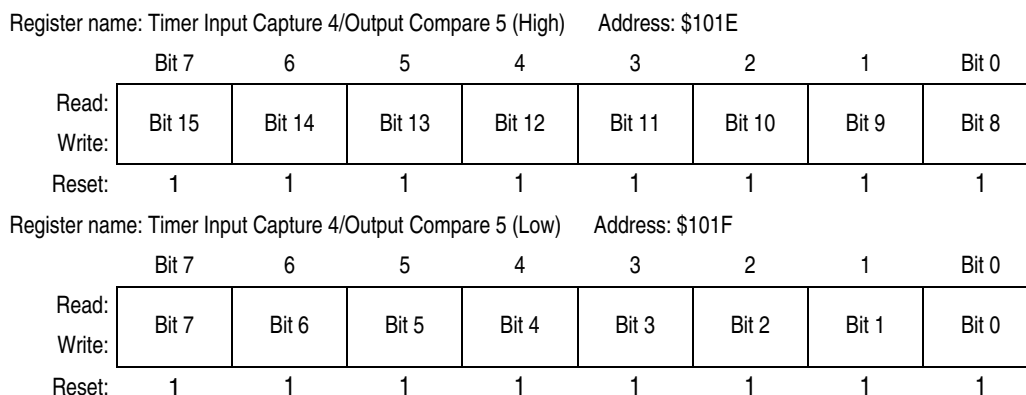 Register name: Timer Input Capture 4/Output Compare 5 (High) Address: $101E
Bit 7 6 5 4 3 2 1 Bit 0
Read:
Bit 15 Bit 14 Bit 13 Bit 12 Bit 11 Bit 10 Bit 9 Bit 8
Write:
Reset: 1 1 1 1 1 1 1 1
Register name: Timer Input Capture 4/Output Compare 5 (Low) Address: $101F
Bit 7 6 5 4 3 2 1 Bit 0
Read:
Bit 7 Bit 6 Bit 5 Bit 4 Bit 3 Bit 2 Bit 1 Bit 0
Write:
Reset: 1 1 1 1 1 1 1 1